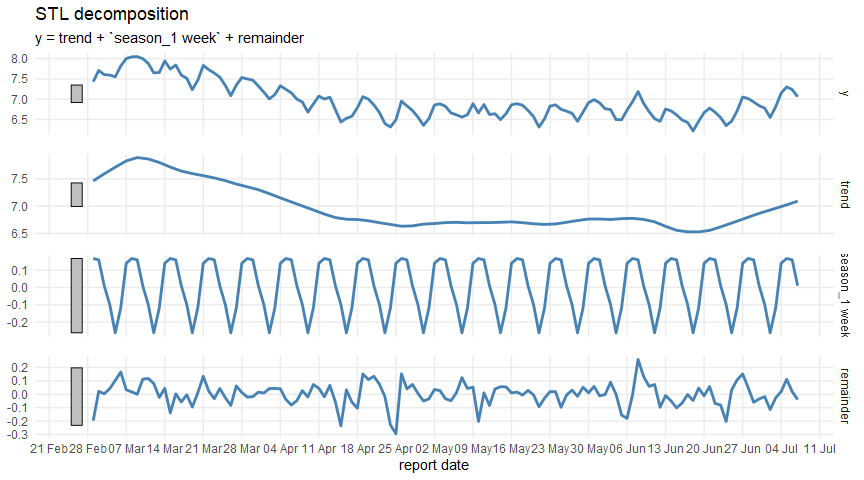 STL decomposition
y = trend + `season_1 week` + remainder
8.0
7.5
7.0
6.5
y
7.5
7.0
6.5
trend
0.1
0.0
-0.1
-0.2
season_1 week
0.2
0.1
0.0
-0.1
-0.2
-0.3
remainder
21 Feb 28 Feb 07 Mar 14 Mar 21 Mar 28 Mar 04 Apr 11 Apr 18 Apr 25 Apr 02 May 09 May 16 May 23 May 30 May 06 Jun 13 Jun 20 Jun 27 Jun 04 Jul 11 Jul
report date